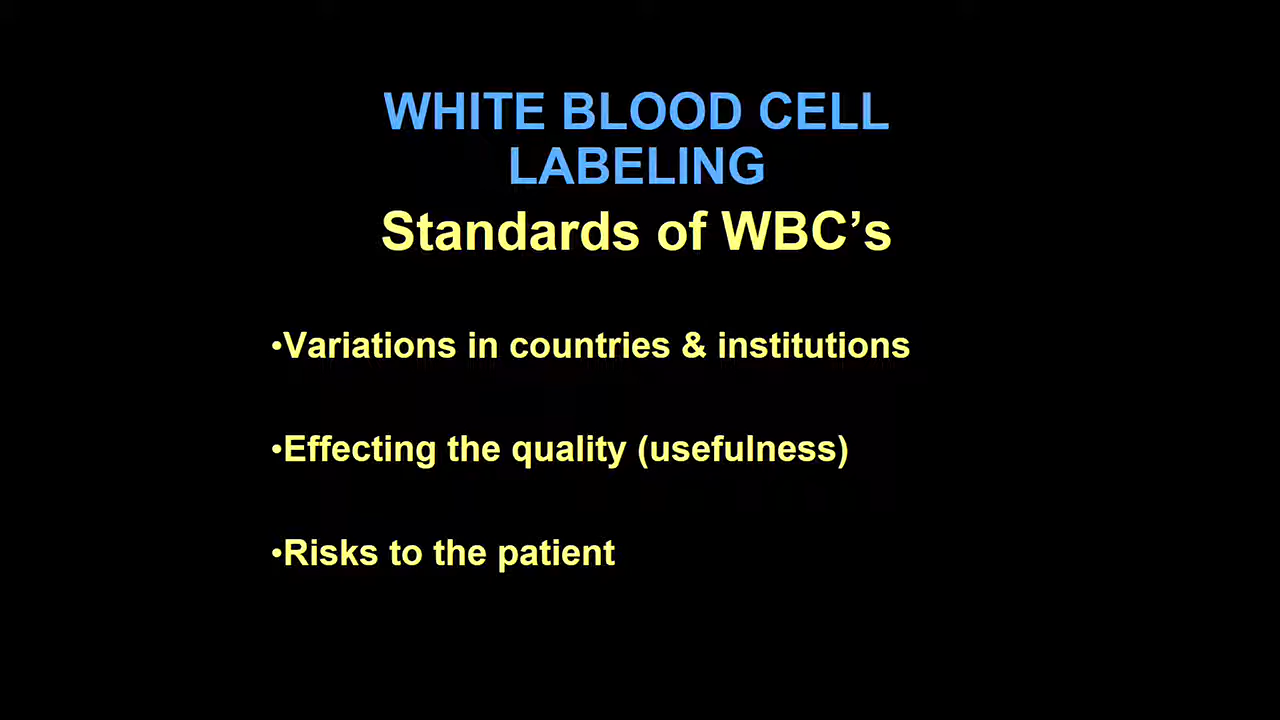 WHITE BLOOD CELL
LABELING
Standards of WBC’s
•Variations in countries & institutions
•Effecting the quality (usefulness)
•Risks to the patient